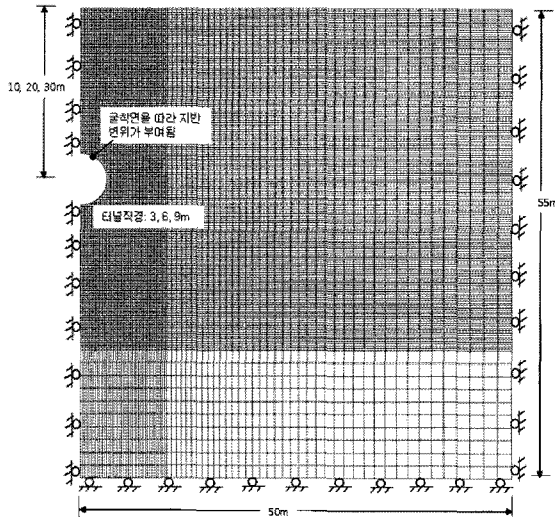 10, 20, 30m
굴착면을 따라 지반
변위가 부여됨
터널직경: 3, 6, 9m
55m
50m